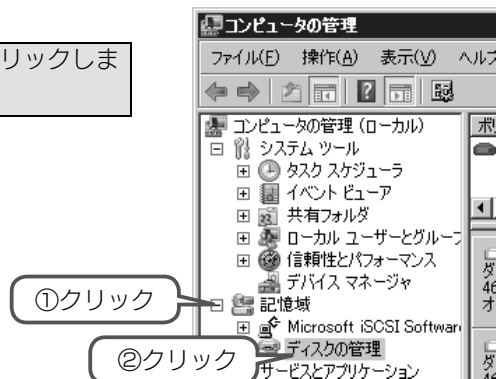 リックしま
コンピュータの管理
ファイル(F) 操作(A) 表示(V) ヘルプ
コンピュータの管理 (ローカル)
システム ツール
タスク スケジューラ
イベント ビューア
共有フォルダ
ローカル ユーザーとグループ
信頼性とパフォーマンス
デバイス マネージャ
①クリック
記憶域
Microsoft iSCSI Softwar
②クリック
ディスクの管理
サービスとアプリケーション
ボリ
ダ
46
オ
ダ